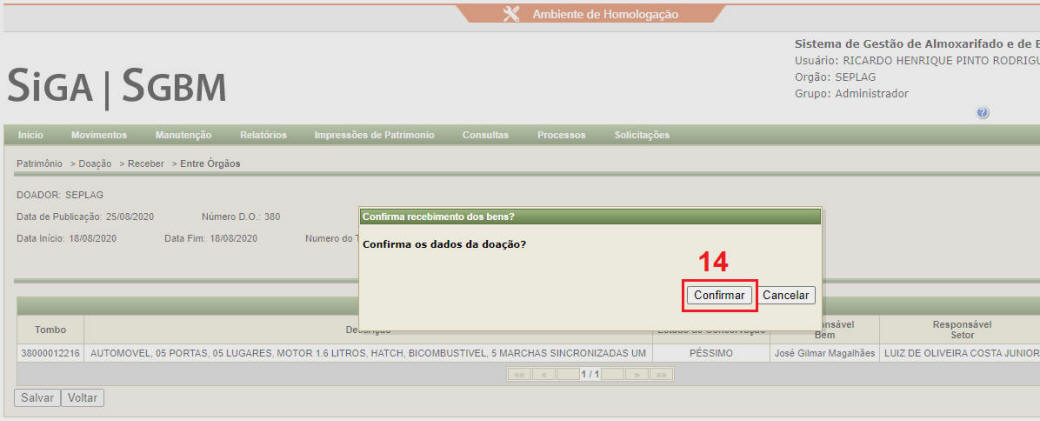 Ambiente de Homologação
Sistema de Gestão de Almoxarifado e de
Usuário: RICARDO HENRIQUE PINTO RODRIGU
SiGA | SGBM
Orgão: SEPLAG
Grupo: Administrador
Início Movimentos Manutenção Relatórios Impressões de Patrimonio Consultas Processos Solicitações
Patrimônio > Doação > Receber > Entre Órgãos
DOADOR: SEPLAG
Data de Publicação: 25/08/2020 Número D.O.: 380
Data Início: 18/08/2020 Data Fim: 18/08/2020 Numero do T
Confirma recebimento dos bens?
Confirma os dados da doação?
14
Confirmar Cancelar
Tombo Descrição Estado de Conservação nsável Bem Responsável Setor
38000012216 AUTOMOVEL, 05 PORTAS, 05 LUGARES, MOTOR 1.6 LITROS, HATCH, BICOMBUSTIVEL, 5 MARCHAS SINCRONIZADAS UM PÉSSIMO José Gilmar Magalhães LUIZ DE OLIVEIRA COSTA JUNIOR
«« « 1 / 1 » »»
Salvar Voltar